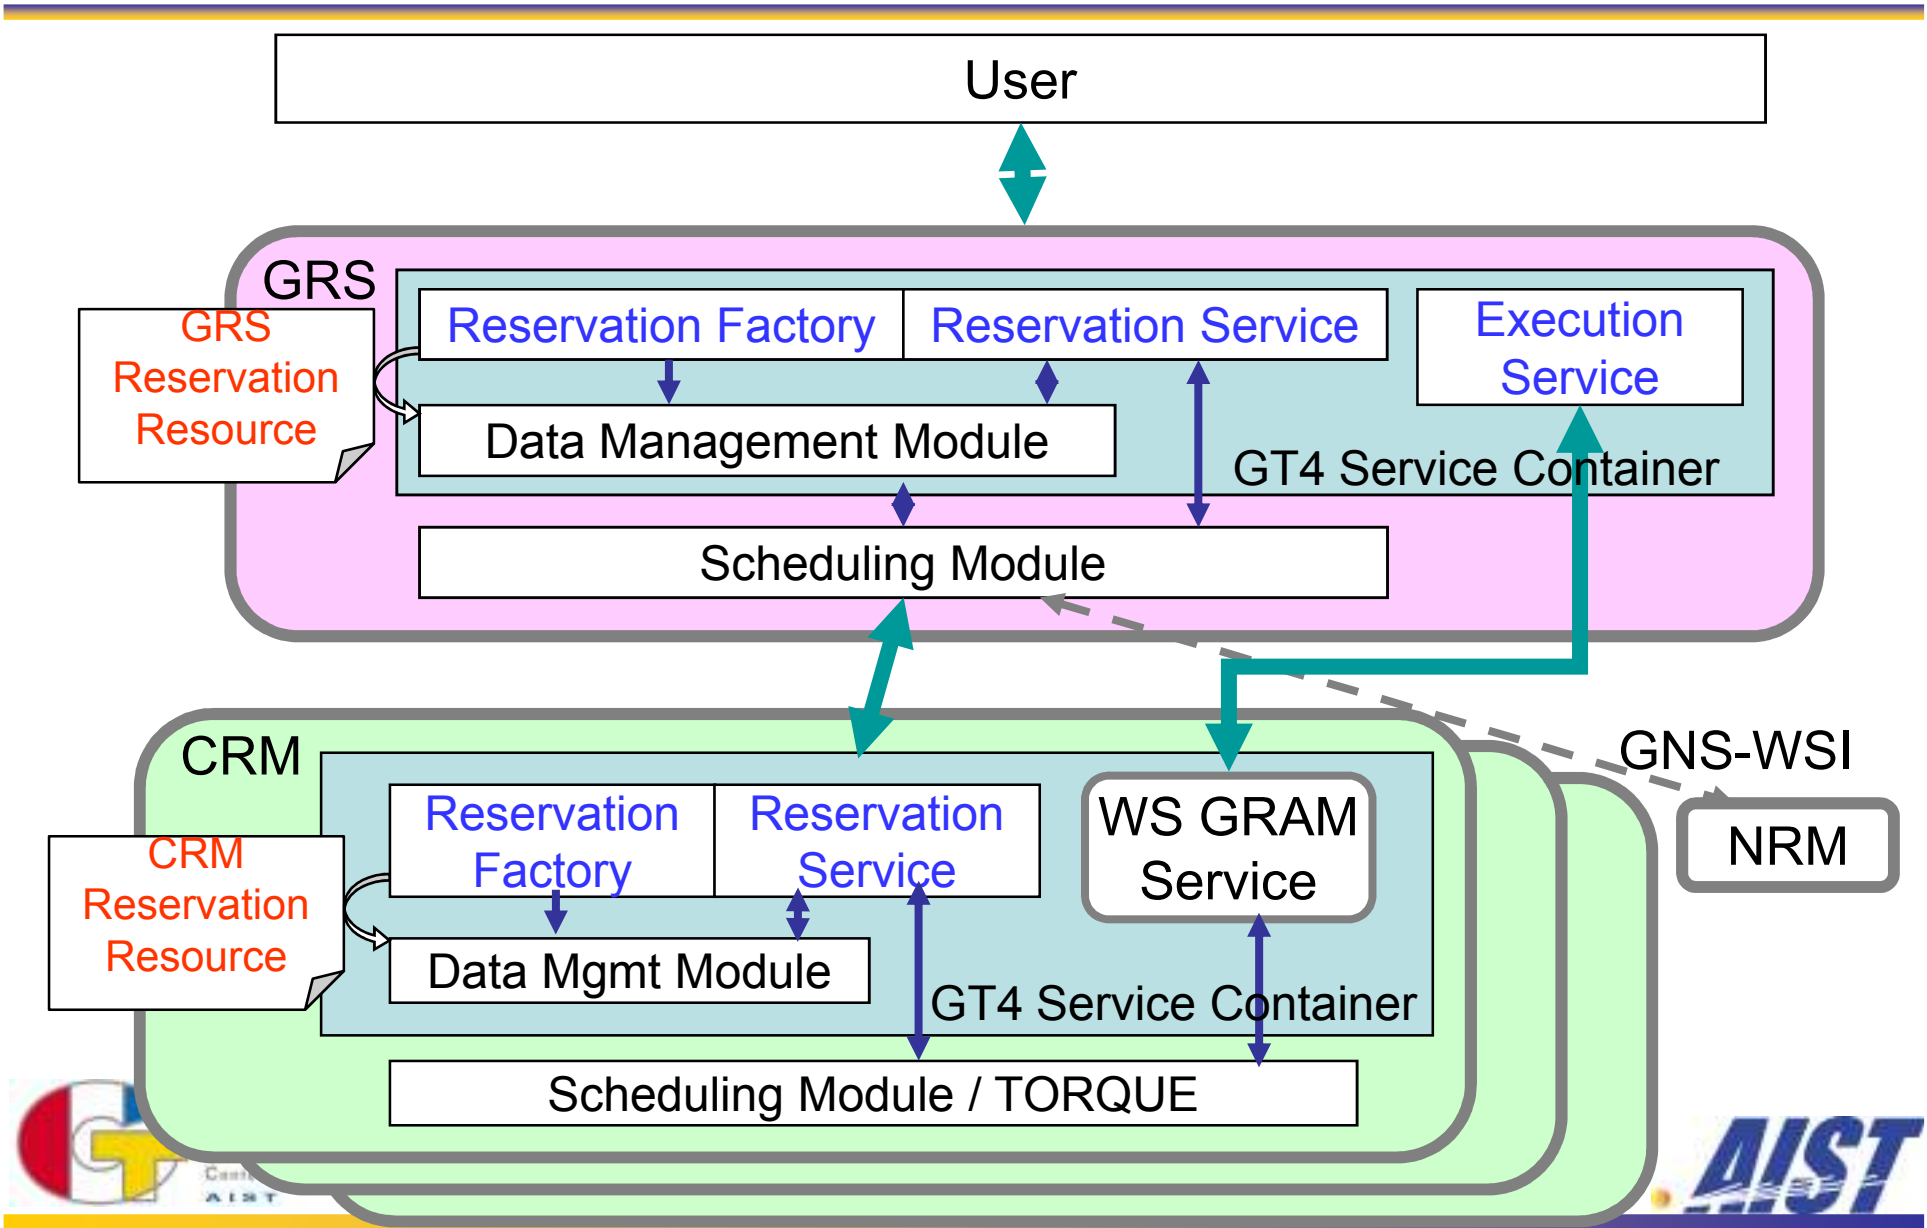 User
GRS
GRS
Reservation
Resource
Reservation Factory
Reservation Service
Execution
Service
Data Management Module
GT4 Service Container
Scheduling Module
CRM
GNS-WSI
NRM
CRM
Reservation
Resource
Reservation
Factory
Reservation
Service
WS GRAM
Service
Data Mgmt Module
GT4 Service Container
Scheduling Module / TORQUE
AIST
AIST